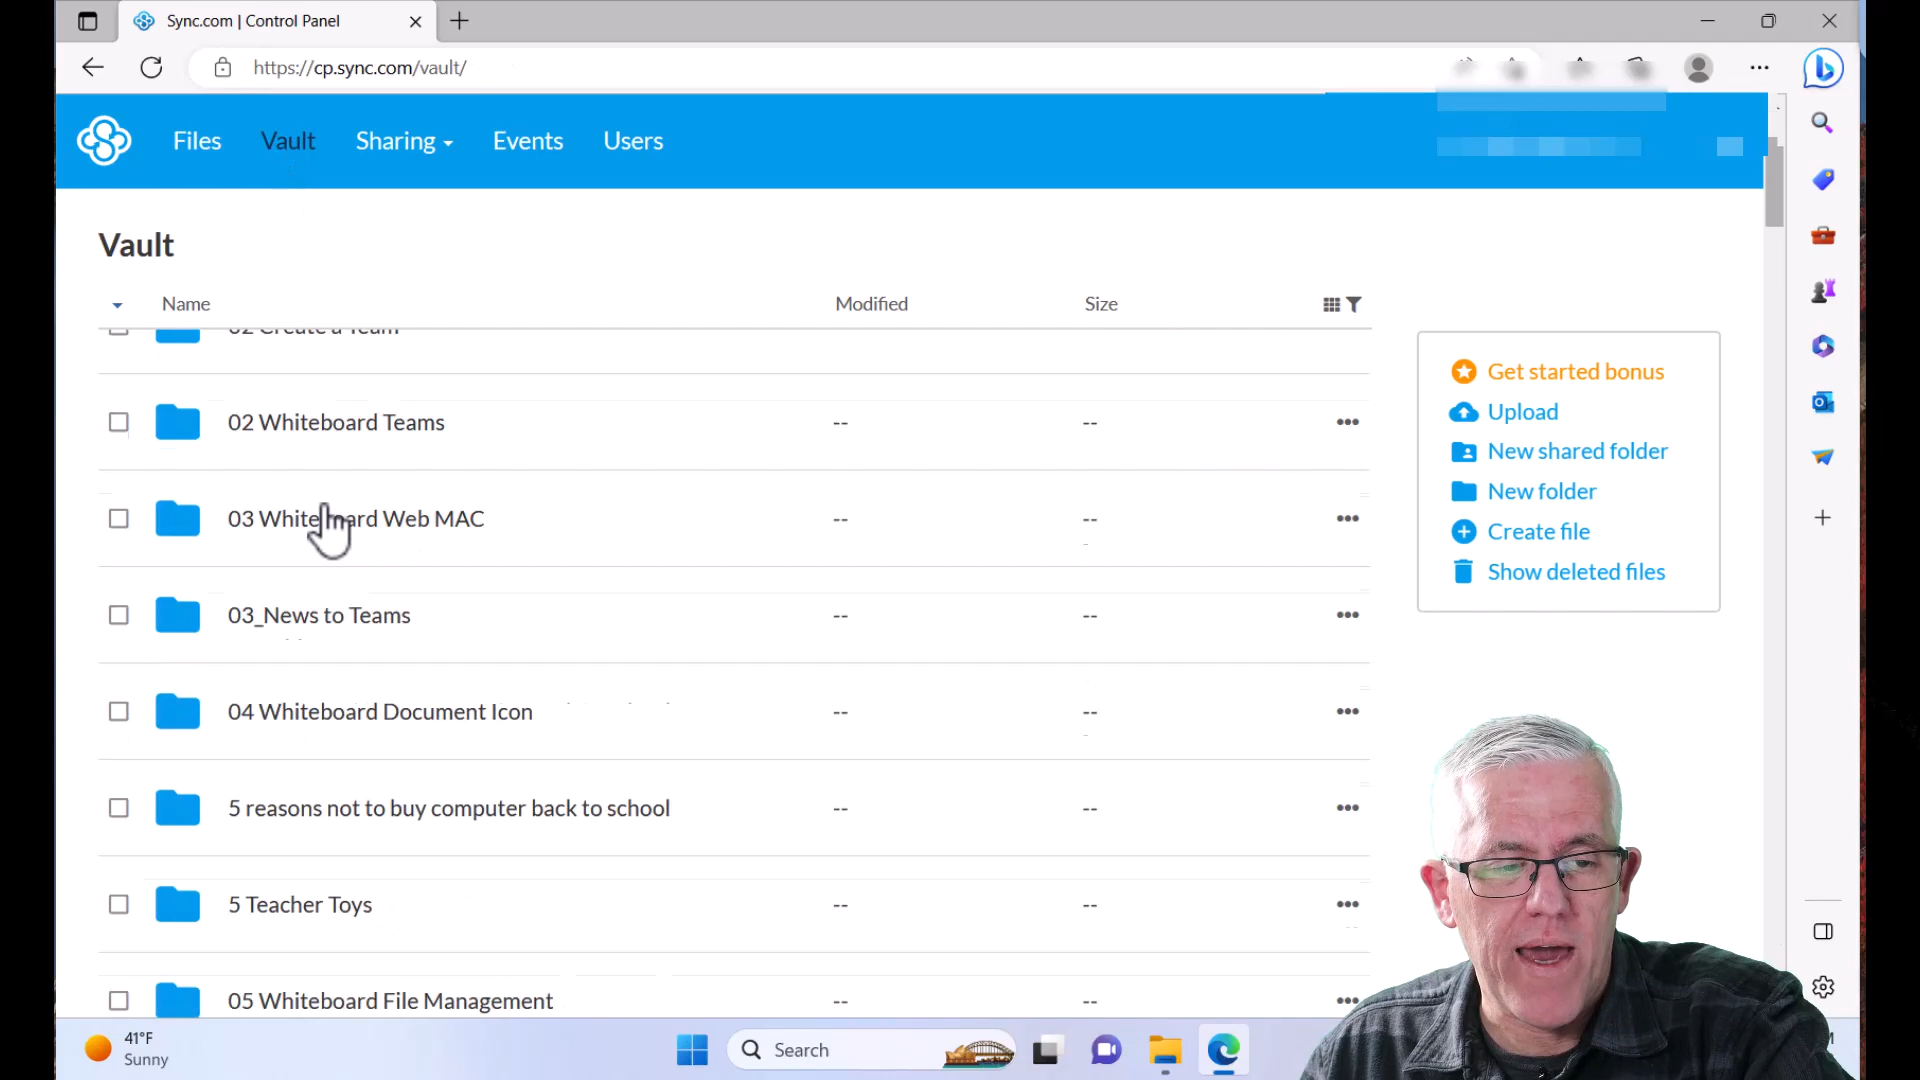 Sync.com | Control Panel
https://cp.sync.com/vault/
Files Vault Sharing Events Users
Vault
Name Modified Size
02 Create a Team
02 Whiteboard Teams -- --
03 Whiteboard Web MAC -- --
03_News to Teams -- --
04 Whiteboard Document Icon -- --
5 reasons not to buy computer back to school -- --
5 Teacher Toys -- --
05 Whiteboard File Management -- --
Get started bonus
Upload
New shared folder
New folder
Create file
Show deleted files
41°F
Sunny
Search